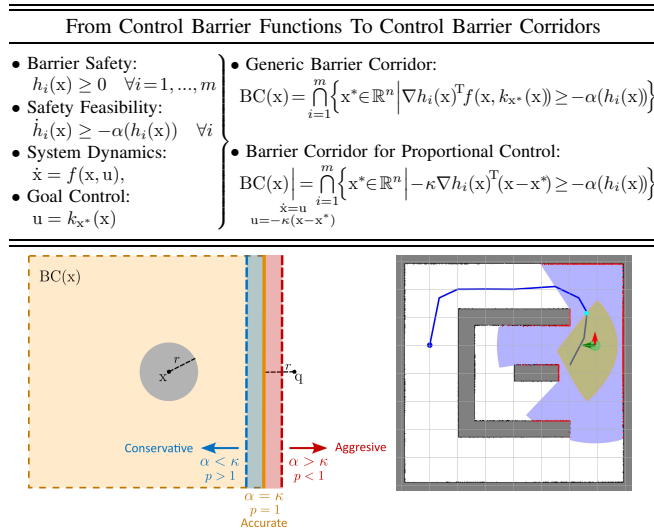 From Control Barrier Functions To Control Barrier Corridors
• Barrier Safety:
hᵢ(x) ≥ 0 ∀i=1, ..., m
• Safety Feasibility:
ḣᵢ(x) ≥ −α(hᵢ(x)) ∀i
• System Dynamics:
ẋ = f(x, u),
• Goal Control:
u = kₓ*(x)
• Generic Barrier Corridor:
BC(x) = ⋂ᵢ₌₁ᵐ {x* ∈ ℝⁿ | ∇hᵢ(x)ᵀ f(x, kₓ*(x)) ≥ −α(hᵢ(x))}
• Barrier Corridor for Proportional Control:
BC(x)| = ⋂ᵢ₌₁ᵐ {x* ∈ ℝⁿ | −κ∇hᵢ(x)ᵀ(x−x*) ≥ −α(hᵢ(x))}
ẋ=u
u=−κ(x−x*)
BC(x)
r
x
r
q
Conservative
α < κ
p > 1
α > κ
p < 1
Aggresive
α = κ
p = 1
Accurate